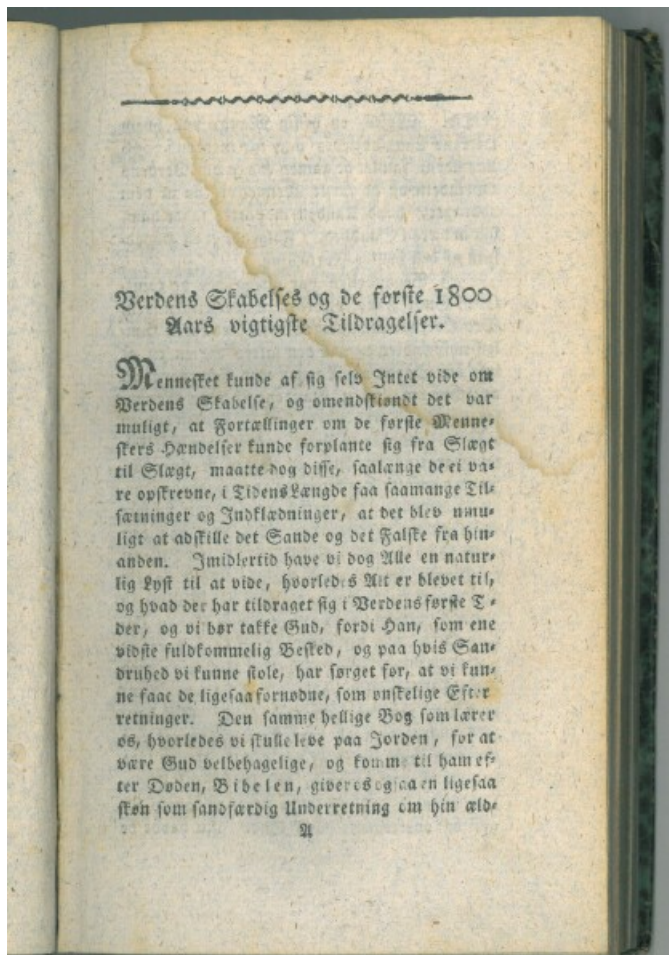 Verdens Skabelses og de første 1800
Aars vigtigste Tildragelser.
Mennesket kunde af sig selv Intet vide om
Verdens Skabelse, og omendskiøndt det var
muligt, at Fortællinger om de første Menne-
skers Hændelser kunde forplante sig fra Slægt
til Slægt, maatte dog disse, saalænge de ei va-
re opskrevne, i Tidens Længde faa saamange Til-
sætninger og Indklædninger, at det blev umu-
ligt at adskille det Sande og det Falske fra hin-
anden. Imidlertid have vi dog Alle en natur-
lig Lyst til at vide, hvorledes Alt er blevet til,
og hvad der har tildraget sig i Verdens første Ti-
der, og vi bør takke Gud, fordi Han, som ene
vidste fuldkommelig Besked, og paa hvis San-
druhed vi kunne stole, har sørget for, at vi kun-
ne faae de ligesaa fornødne, som ønskelige Efter
retninger. Den samme hellige Bog som lærer
os, hvorledes vi skulle leve paa Jorden, for at
være Gud velbehagelige, og komme til ham ef-
ter Døden, Bibelen, giver os ogsaa en ligesaa
skøn som sandfærdig Underretning om hin æld-
A